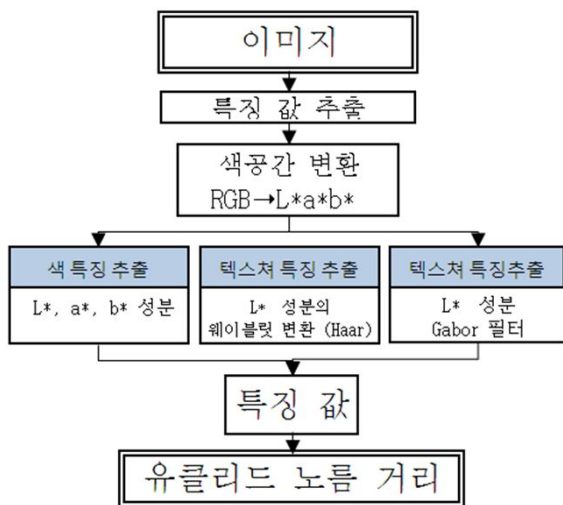 이미지
특징 값 추출
색공간 변환
RGB→L*a*b*
색 특징 추출
L*, a*, b* 성분
텍스쳐 특징 추출
L* 성분의
웨이블릿 변환 (Haar)
텍스쳐 특징추출
L* 성분
Gabor 필터
특징 값
유클리드 노름 거리